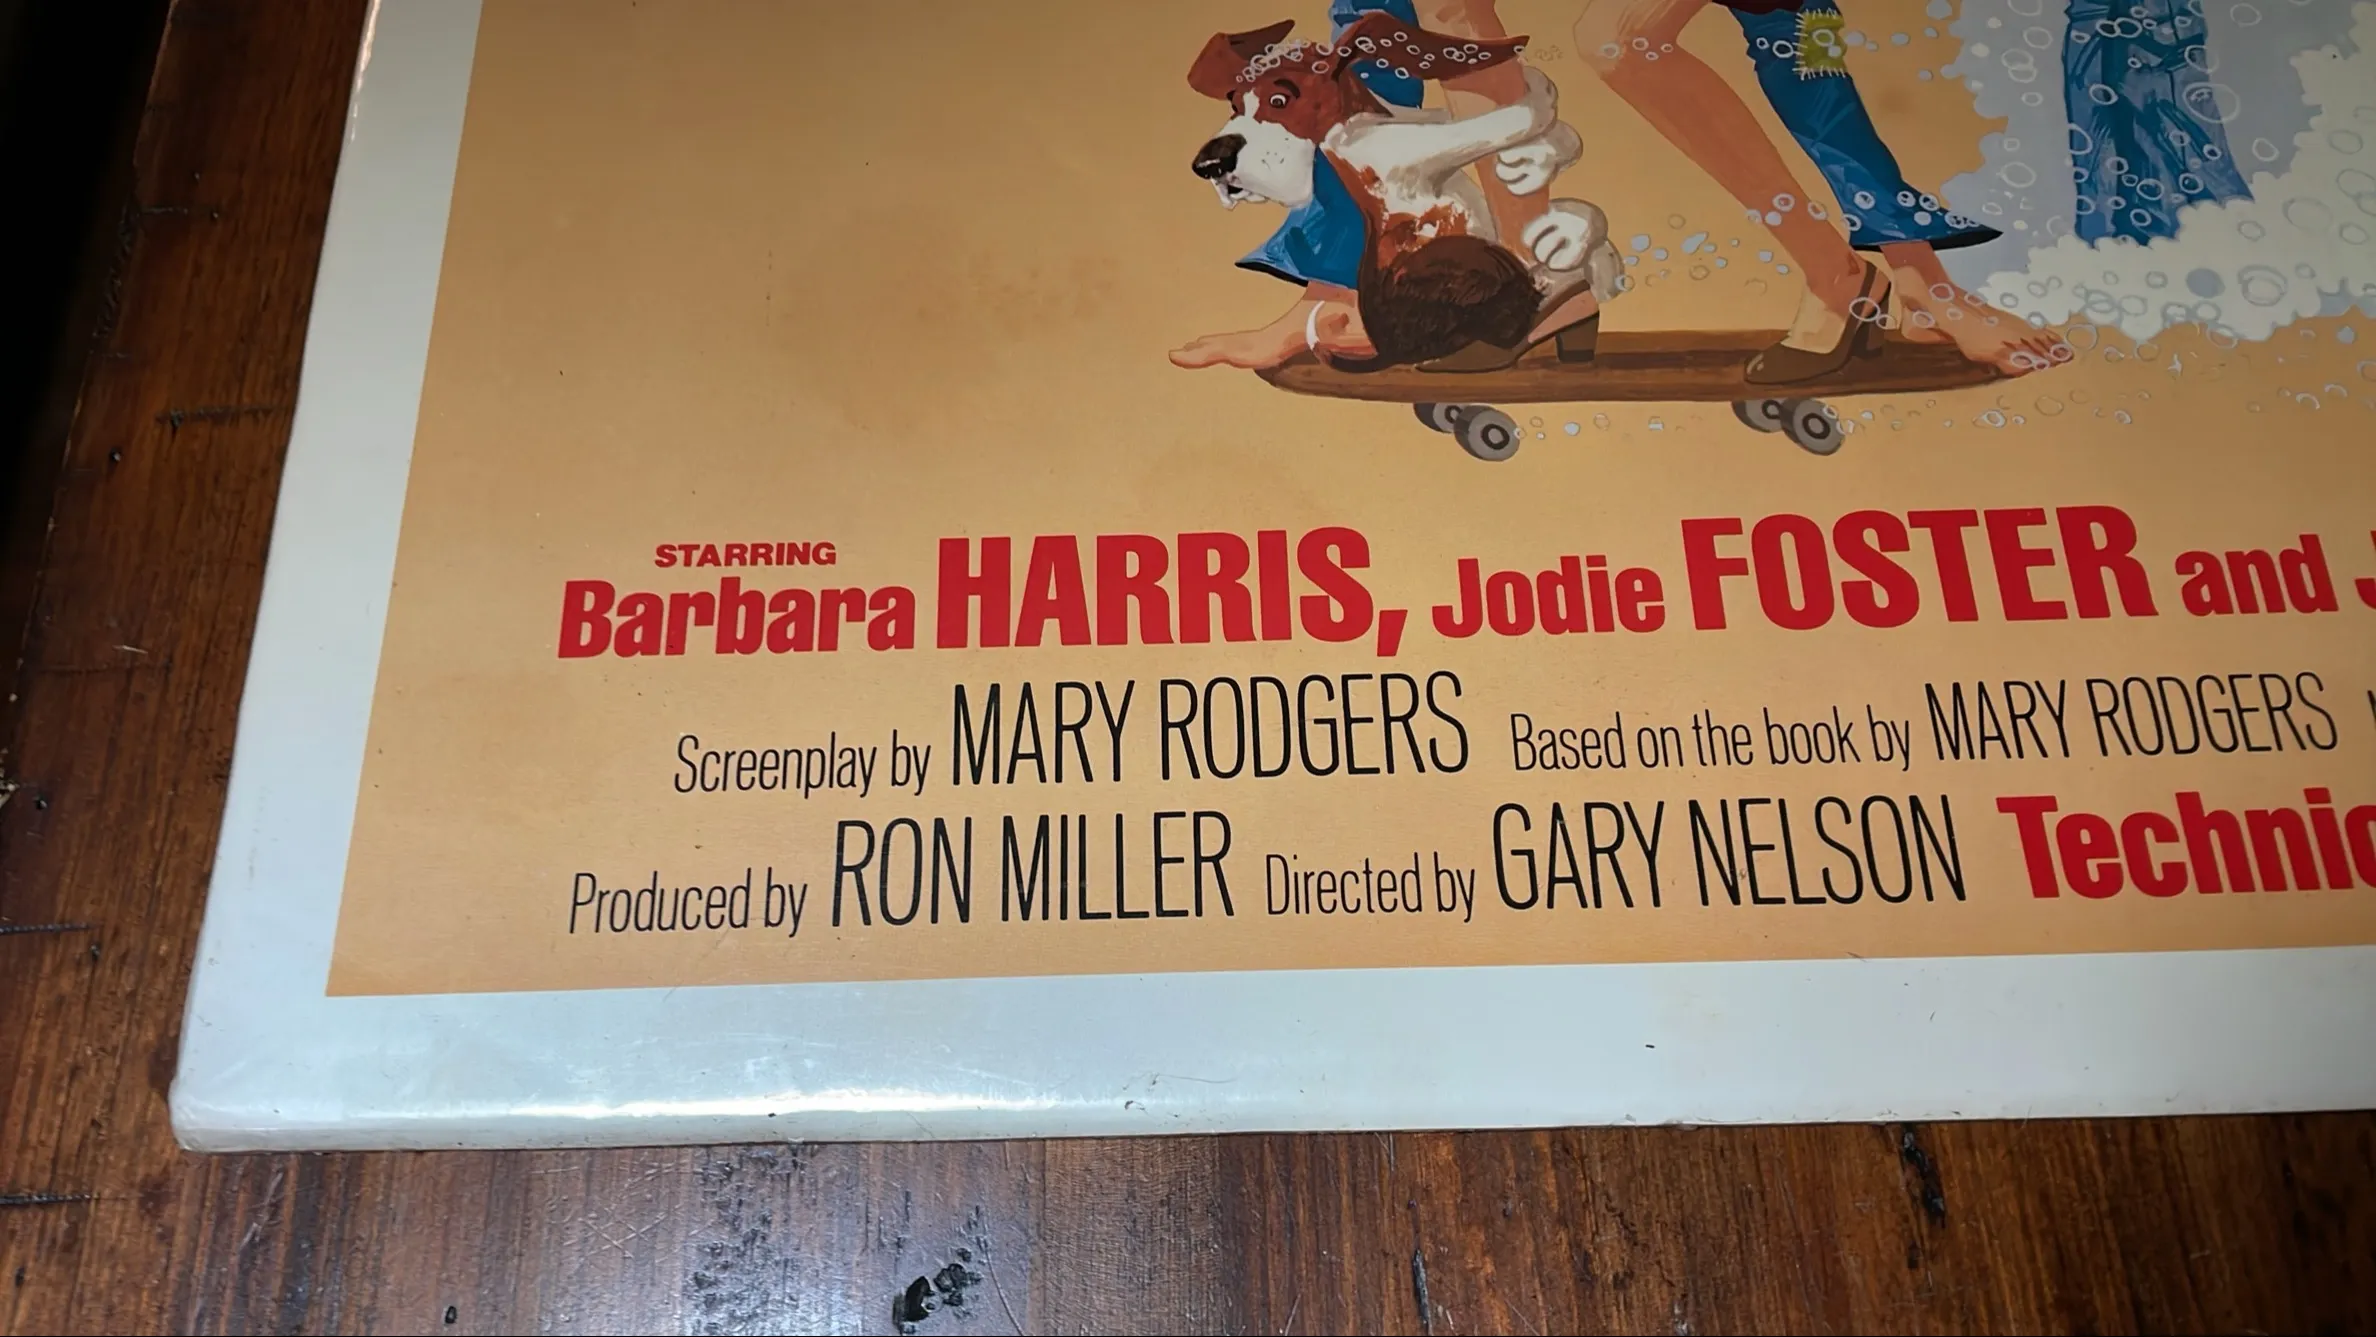 STARRING
Barbara HARRIS, Jodie FOSTER and J
Screenplay by MARY RODGERS Based on the book by MARY RODGERS
Produced by RON MILLER Directed by GARY NELSON Technic